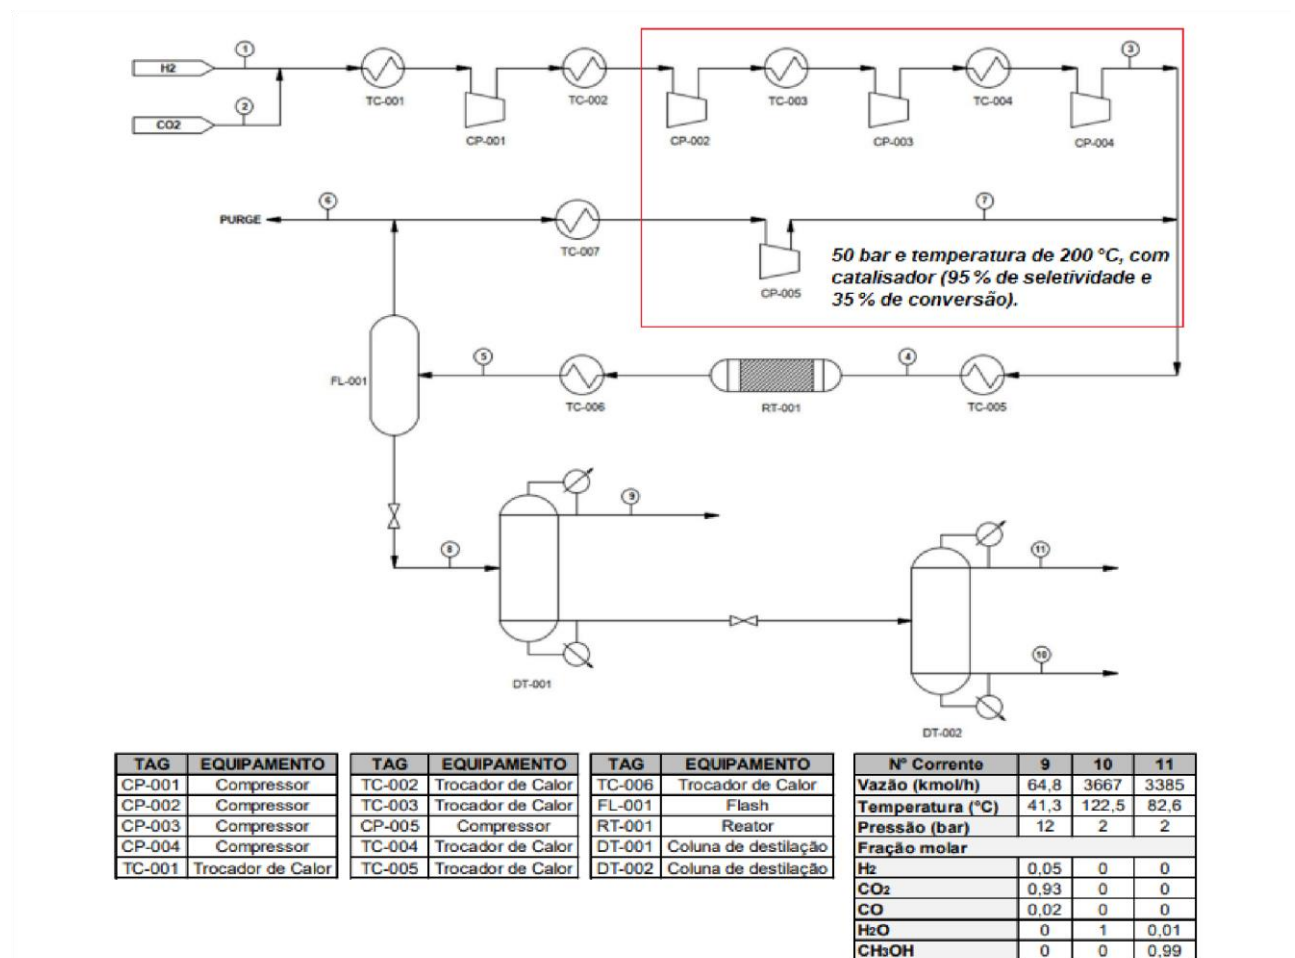 1
H2
2
CO2
TC-001
CP-001
TC-002
CP-002
TC-003
CP-003
TC-004
CP-004
3
PURGE
6
TC-007
CP-005
7
50 bar e temperatura de 200 °C, com
catalisador (95 % de seletividade e
35 % de conversão).
FL-001
5
TC-006
RT-001
4
TC-005
8
9
DT-001
11
10
DT-002
TAG EQUIPAMENTO
CP-001 Compressor
CP-002 Compressor
CP-003 Compressor
CP-004 Compressor
TC-001 Trocador de Calor
TAG EQUIPAMENTO
TC-002 Trocador de Calor
TC-003 Trocador de Calor
CP-005 Compressor
TC-004 Trocador de Calor
TC-005 Trocador de Calor
TAG EQUIPAMENTO
TC-006 Trocador de Calor
FL-001 Flash
RT-001 Reator
DT-001 Coluna de destilação
DT-002 Coluna de destilação
Nº Corrente 9 10 11
Vazão (kmol/h) 64,8 3667 3385
Temperatura (°C) 41,3 122,5 82,6
Pressão (bar) 12 2 2
Fração molar
H2 0,05 0 0
CO2 0,93 0 0
CO 0,02 0 0
H2O 0 1 0,01
CH3OH 0 0 0,99